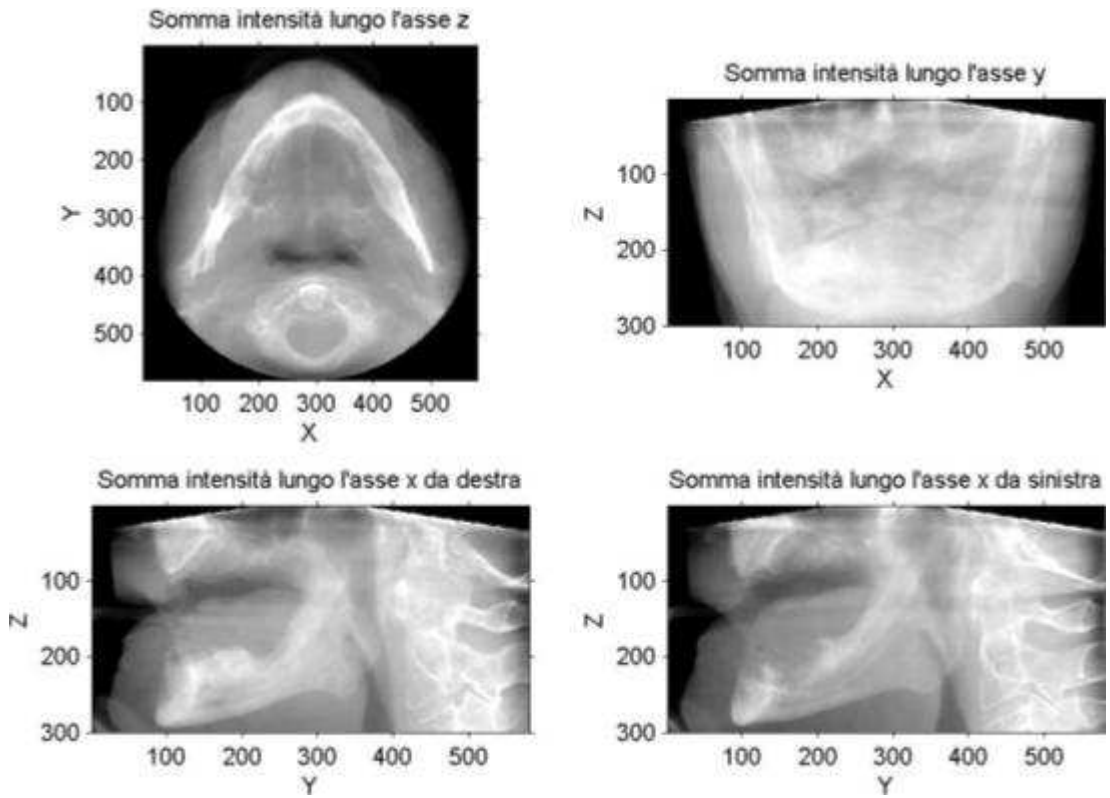 Somma intensità lungo l'asse z
100
200
300
400
500
Y
100 200 300 400 500
X
Somma intensità lungo l'asse y
100
200
300
Z
100 200 300 400 500
X
Somma intensità lungo l'asse x da destra
100
200
300
Z
100 200 300 400 500
Y
Somma intensità lungo l'asse x da sinistra
100
200
300
Z
100 200 300 400 500
Y